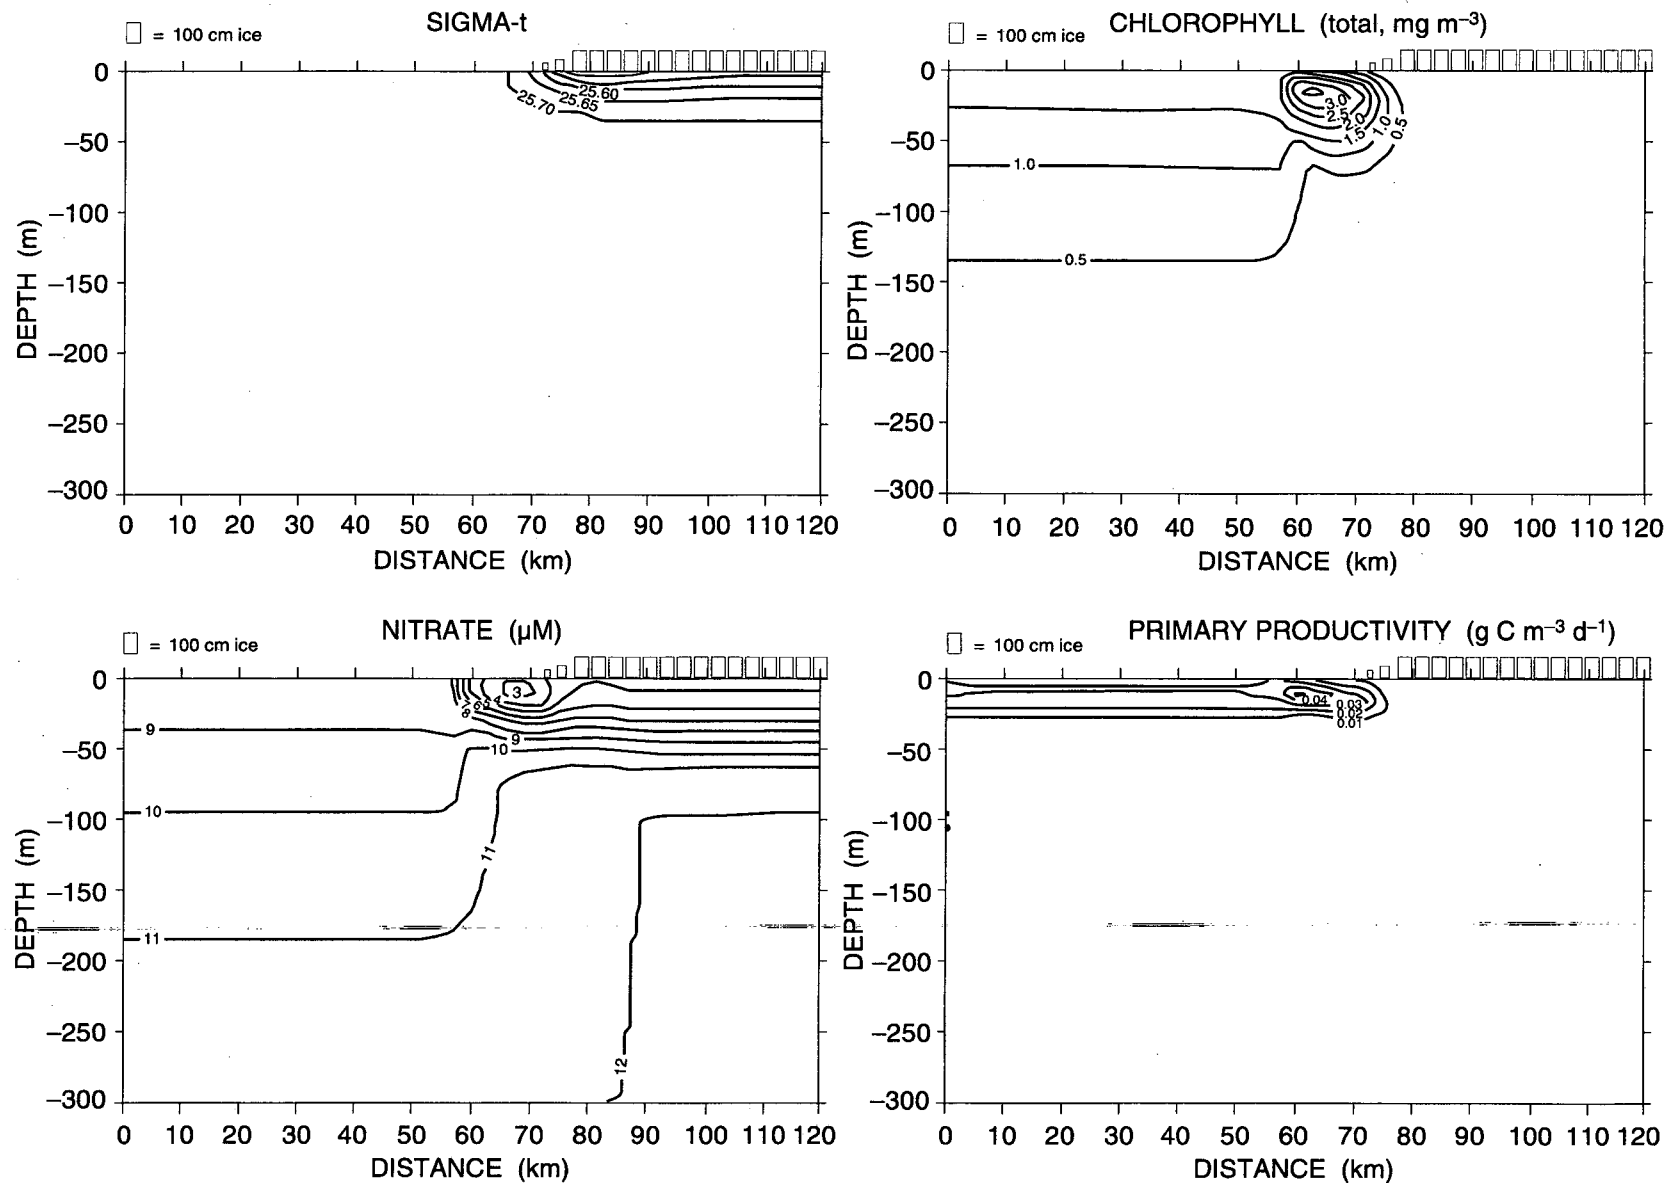 SIGMA-t
= 100 cm ice
0
−50
−100
−150
−200
−250
−300
DEPTH (m)
25.70
25.65
25.60
0 10 20 30 40 50 60 70 80 90 100 110 120
DISTANCE (km)
CHLOROPHYLL (total, mg m⁻³)
= 100 cm ice
0
−50
−100
−150
−200
−250
−300
DEPTH (m)
3.0
2.5
2.0
1.5
1.0
0.5
1.0
0.5
0 10 20 30 40 50 60 70 80 90 100 110 120
DISTANCE (km)
NITRATE (µM)
= 100 cm ice
0
−50
−100
−150
−200
−250
−300
DEPTH (m)
3
4
5
6
7
8
9
9
10
10
11
11
12
0 10 20 30 40 50 60 70 80 90 100 110 120
DISTANCE (km)
PRIMARY PRODUCTIVITY (g C m⁻³ d⁻¹)
= 100 cm ice
0
−50
−100
−150
−200
−250
−300
DEPTH (m)
0.04
0.03
0.02
0.01
0 10 20 30 40 50 60 70 80 90 100 110 120
DISTANCE (km)